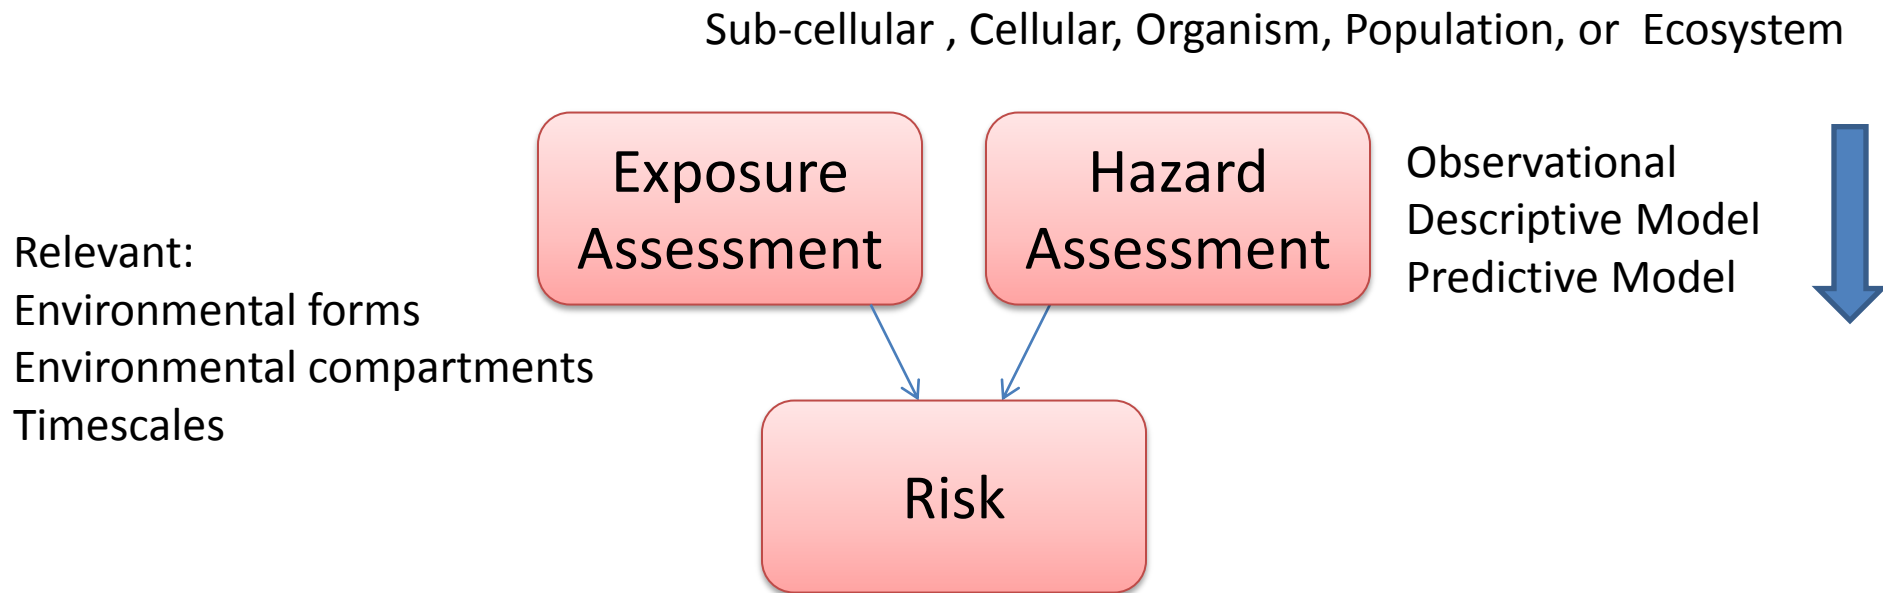 Sub-cellular , Cellular, Organism, Population, or  Ecosystem
Exposure
Assessment
Hazard
Assessment
Observational
Descriptive Model
Predictive Model
Relevant:
Environmental forms
Environmental compartments
Timescales
Risk